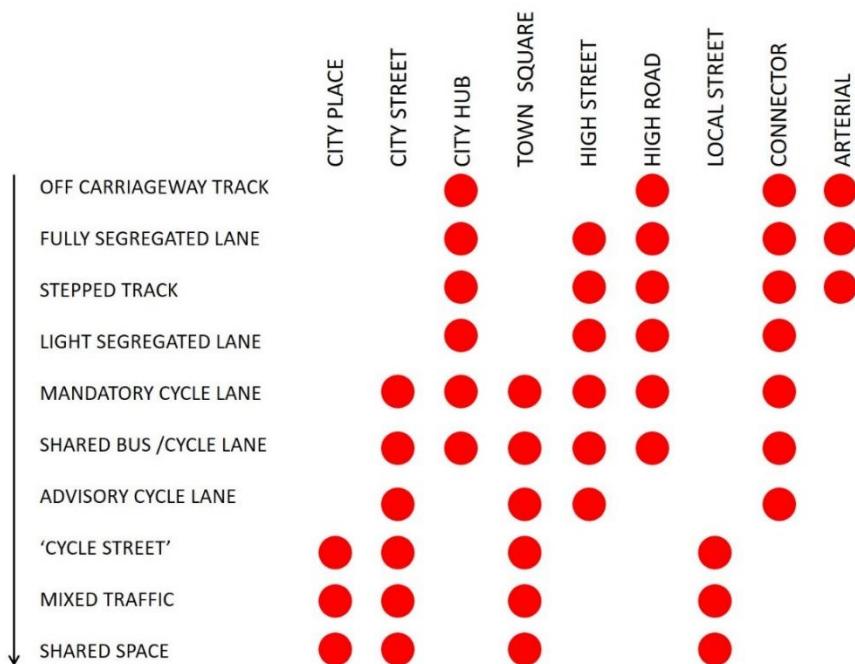 CITY PLACE
CITY STREET
CITY HUB
TOWN SQUARE
HIGH STREET
HIGH ROAD
LOCAL STREET
CONNECTOR
ARTERIAL
OFF CARRIAGEWAY TRACK
FULLY SEGREGATED LANE
STEPPED TRACK
LIGHT SEGREGATED LANE
MANDATORY CYCLE LANE
SHARED BUS /CYCLE LANE
ADVISORY CYCLE LANE
‘CYCLE STREET’
MIXED TRAFFIC
SHARED SPACE